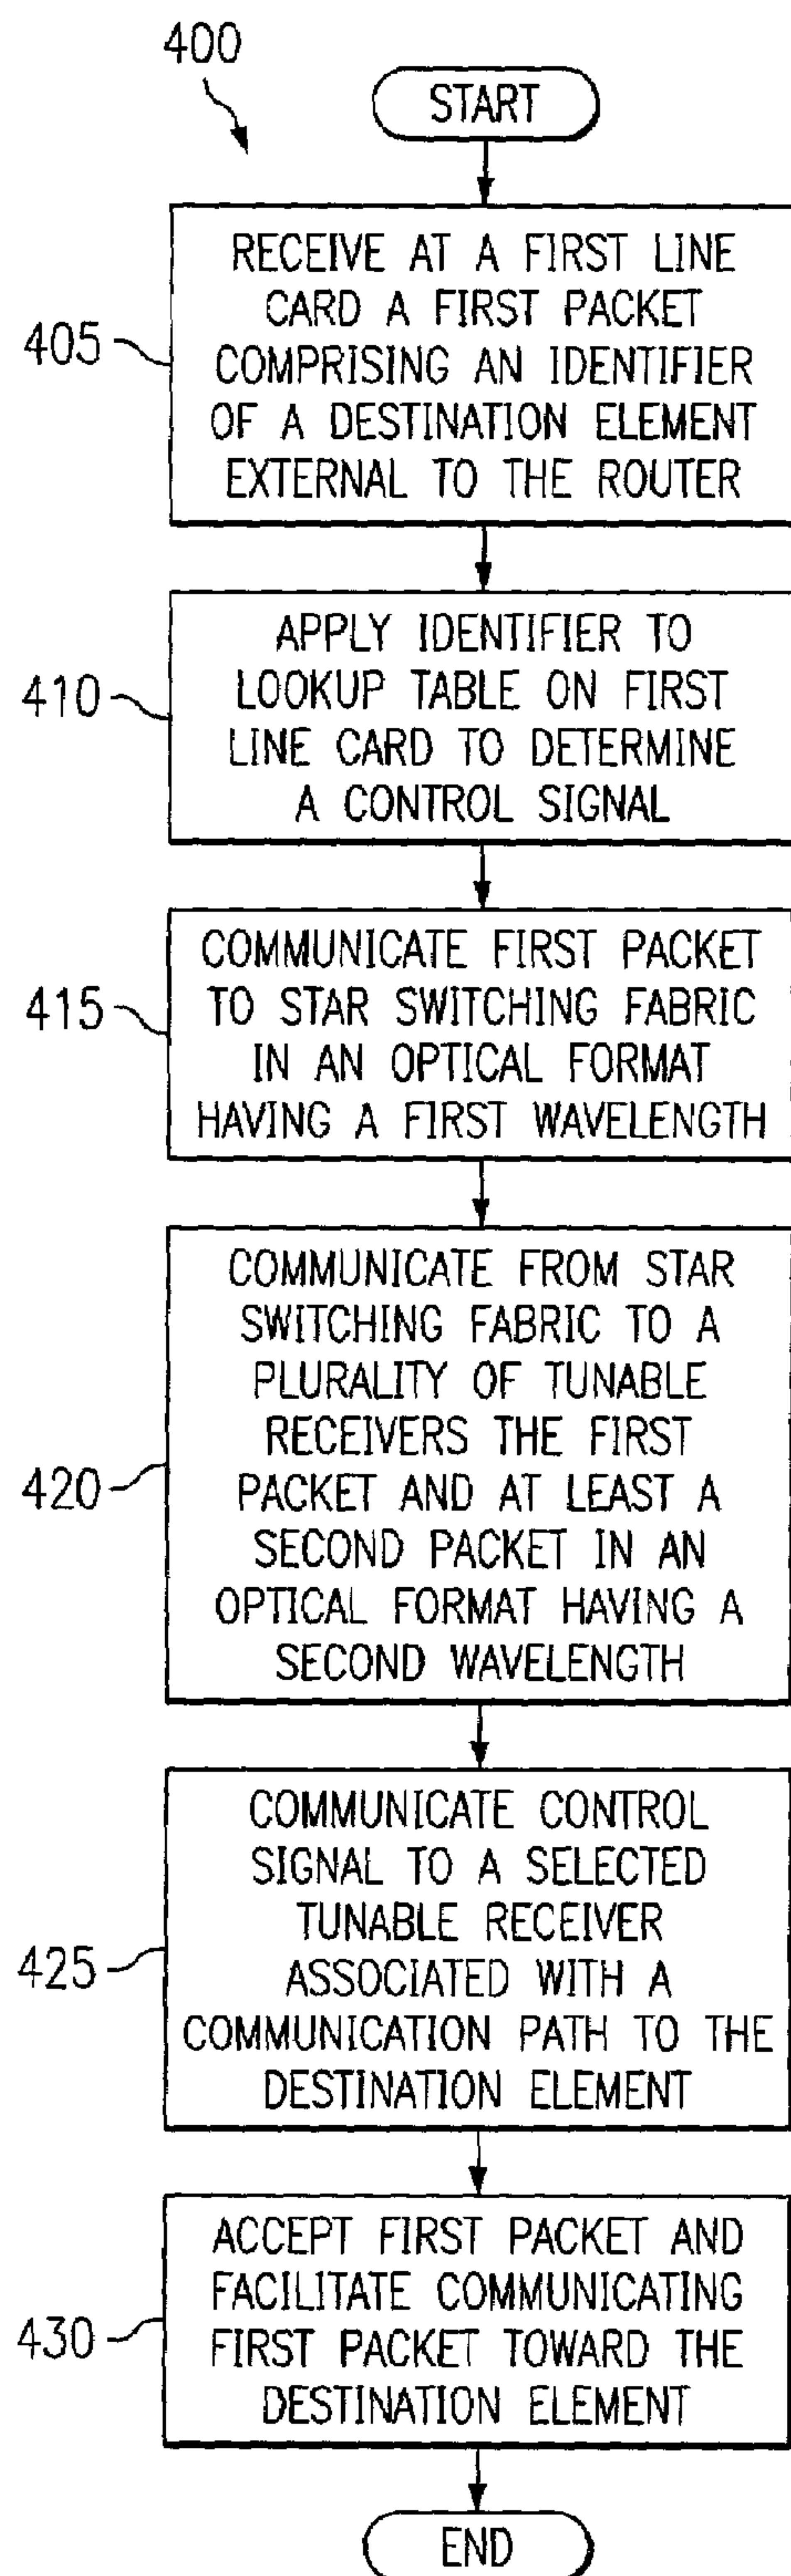 400
START
405
RECEIVE AT A FIRST LINE
CARD A FIRST PACKET
COMPRISING AN IDENTIFIER
OF A DESTINATION ELEMENT
EXTERNAL TO THE ROUTER
410
APPLY IDENTIFIER TO
LOOKUP TABLE ON FIRST
LINE CARD TO DETERMINE
A CONTROL SIGNAL
415
COMMUNICATE FIRST PACKET
TO STAR SWITCHING FABRIC
IN AN OPTICAL FORMAT
HAVING A FIRST WAVELENGTH
420
COMMUNICATE FROM STAR
SWITCHING FABRIC TO A
PLURALITY OF TUNABLE
RECEIVERS THE FIRST
PACKET AND AT LEAST A
SECOND PACKET IN AN
OPTICAL FORMAT HAVING A
SECOND WAVELENGTH
425
COMMUNICATE CONTROL
SIGNAL TO A SELECTED
TUNABLE RECEIVER
ASSOCIATED WITH A
COMMUNICATION PATH TO THE
DESTINATION ELEMENT
430
ACCEPT FIRST PACKET AND
FACILITATE COMMUNICATING
FIRST PACKET TOWARD THE
DESTINATION ELEMENT
END